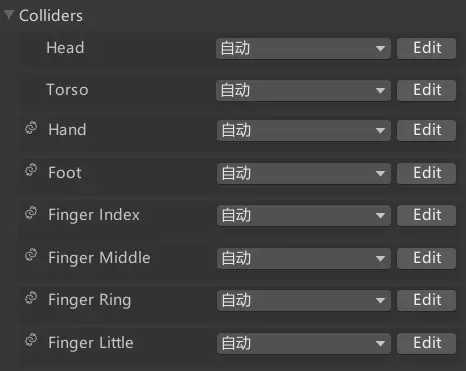 Colliders
Head 自动 Edit
Torso 自动 Edit
Hand 自动 Edit
Foot 自动 Edit
Finger Index 自动 Edit
Finger Middle 自动 Edit
Finger Ring 自动 Edit
Finger Little 自动 Edit